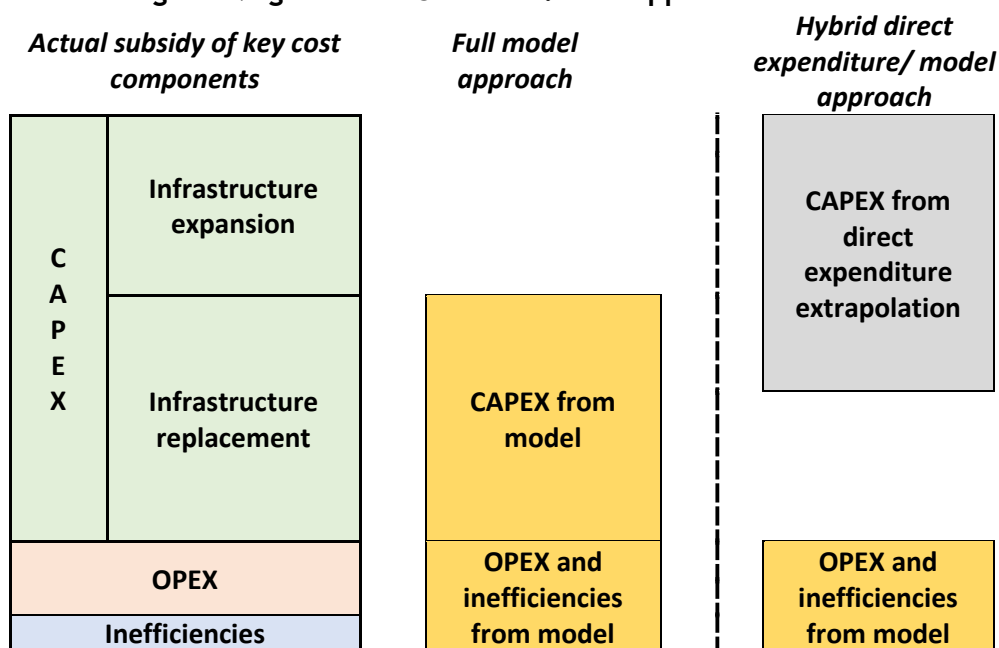 Actual subsidy of key cost
components
Full model
approach
Hybrid direct
expenditure/ model
approach
C
A
P
E
X
Infrastructure
expansion
Infrastructure
replacement
OPEX
Inefficiencies
CAPEX from
model
OPEX and
inefficiencies
from model
CAPEX from
direct
expenditure
extrapolation
OPEX and
inefficiencies
from model